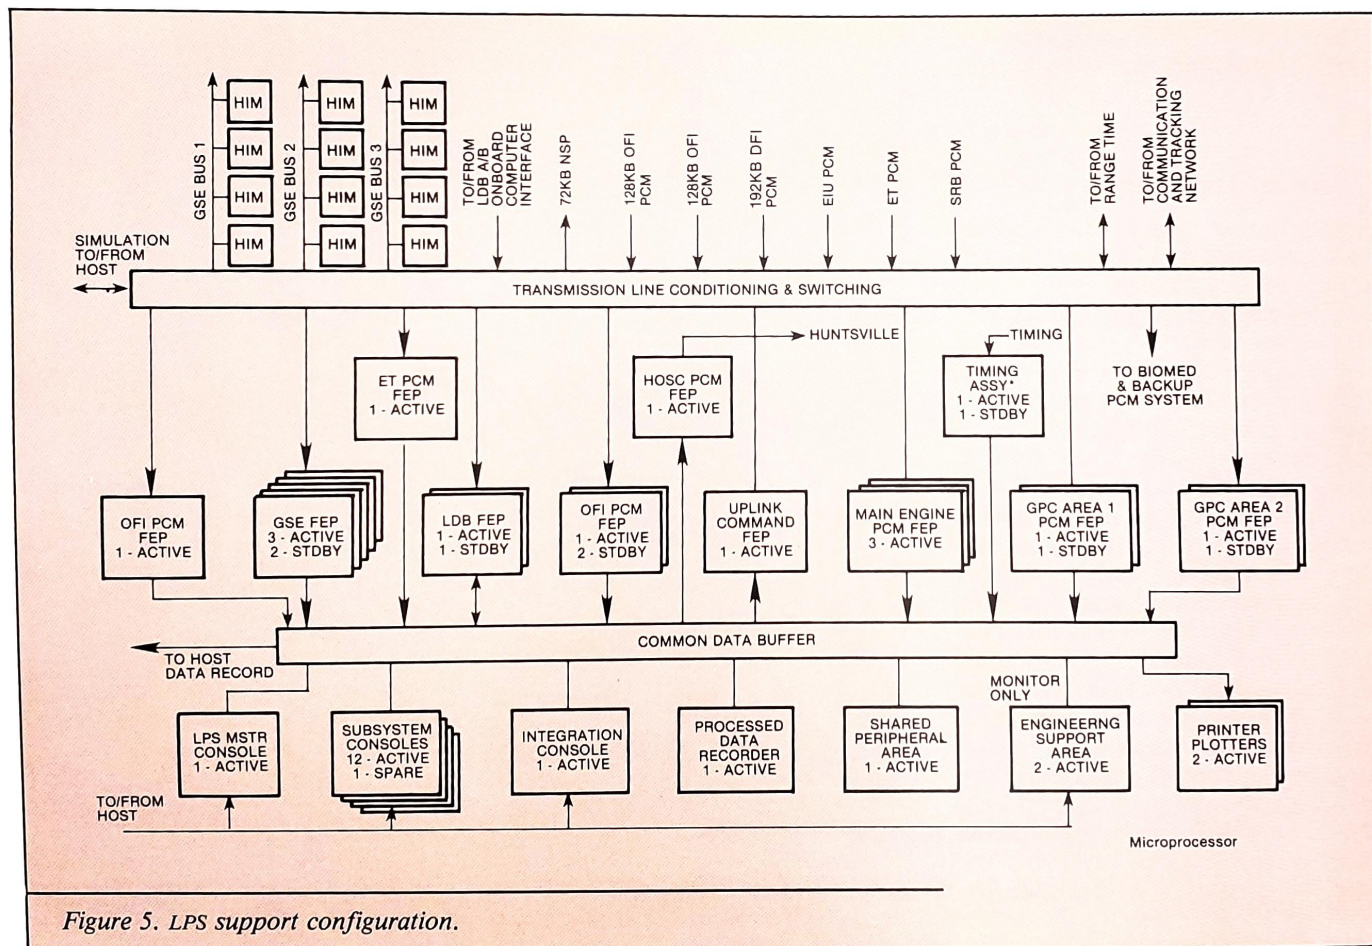 GSE BUS 1
HIM
HIM
HIM
HIM
GSE BUS 2
HIM
HIM
HIM
HIM
GSE BUS 3
HIM
HIM
HIM
HIM
TO/FROM
LDB A/B
ONBOARD
COMPUTER
INTERFACE
72KB NSP
128KB OFI
PCM
128KB OFI
PCM
192KB DFI
PCM
EIU PCM
ET PCM
SRB PCM
TO/FROM
RANGE TIME
TO/FROM
COMMUNICATION
AND TRACKING
NETWORK
SIMULATION
TO/FROM
HOST
TRANSMISSION LINE CONDITIONING & SWITCHING
ET PCM
FEP
1 - ACTIVE
HOSC PCM
FEP
1 - ACTIVE
HUNTSVILLE
TIMING
TIMING
ASSY*
1 - ACTIVE
1 - STDBY
TO BIOMED
& BACKUP
PCM SYSTEM
OFI PCM
FEP
1 - ACTIVE
GSE FEP
3 - ACTIVE
2 - STDBY
LDB FEP
1 - ACTIVE
1 - STDBY
OFI PCM
FEP
1 - ACTIVE
2 - STDBY
UPLINK
COMMAND
FEP
1 - ACTIVE
MAIN ENGINE
PCM FEP
3 - ACTIVE
GPC AREA 1
PCM FEP
1 - ACTIVE
1 - STDBY
GPC AREA 2
PCM FEP
1 - ACTIVE
1 - STDBY
COMMON DATA BUFFER
TO HOST
DATA RECORD
MONITOR
ONLY
LPS MSTR
CONSOLE
1 - ACTIVE
SUBSYSTEM
CONSOLES
12 - ACTIVE
1 - SPARE
INTEGRATION
CONSOLE
1 - ACTIVE
PROCESSED
DATA
RECORDER
1 - ACTIVE
SHARED
PERIPHERAL
AREA
1 - ACTIVE
ENGINEERNG
SUPPORT
AREA
2 - ACTIVE
PRINTER
PLOTTERS
2 - ACTIVE
TO/FROM
HOST
Microprocessor
Figure 5. LPS support configuration.